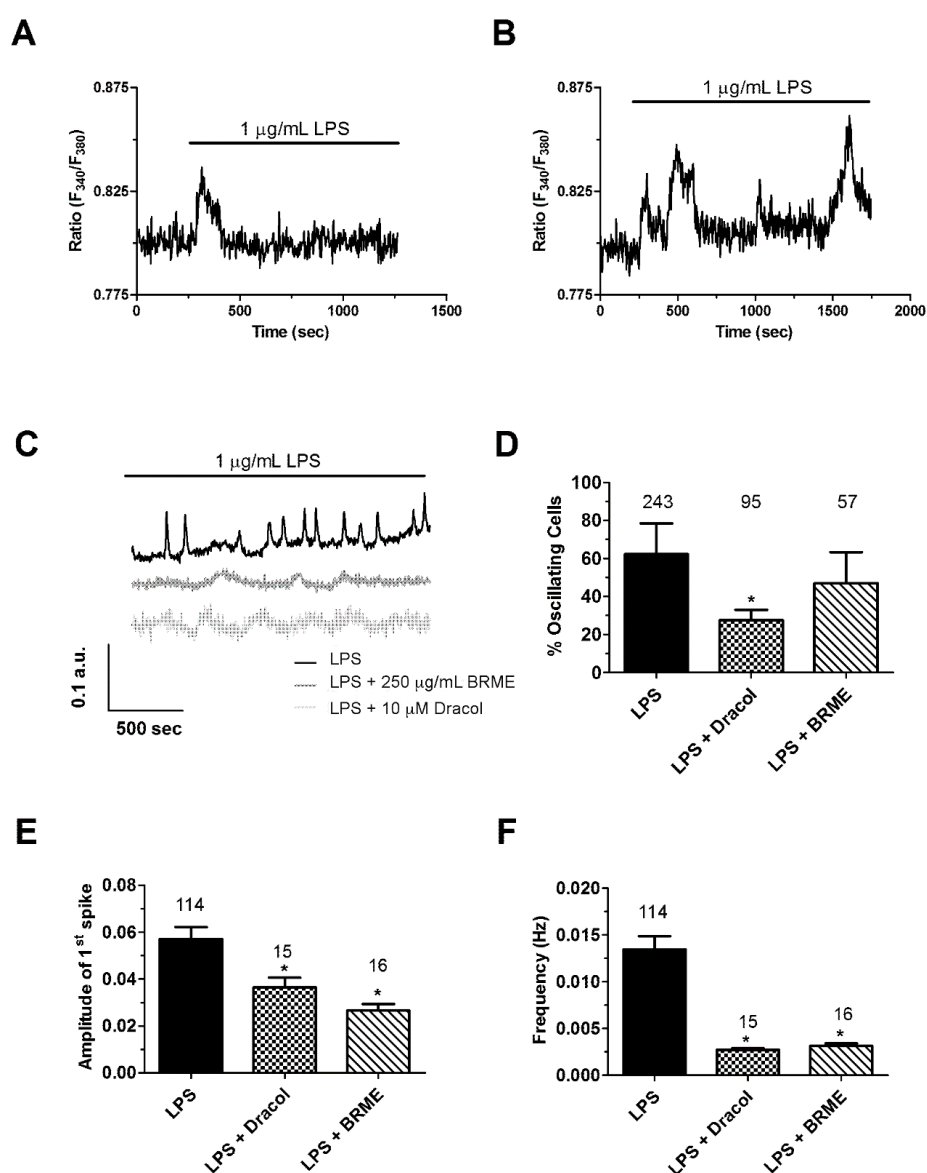 A
0.875
0.825
0.775
Ratio (F340/F380)
1 μg/mL LPS
0
500
1000
1500
Time (sec)
B
0.875
0.825
0.775
Ratio (F340/F380)
1 μg/mL LPS
0
500
1000
1500
2000
Time (sec)
C
1 μg/mL LPS
0.1 a.u.
500 sec
LPS
LPS + 250 μg/mL BRME
LPS + 10 μM Dracol
D
100
80
60
40
20
0
% Oscillating Cells
243
95
57
*
LPS
LPS + Dracol
LPS + BRME
E
0.08
0.06
0.04
0.02
0.00
Amplitude of 1st spike
114
15
*
16
*
LPS
LPS + Dracol
LPS + BRME
F
0.020
0.015
0.010
0.005
0.000
Frequency (Hz)
114
15
*
16
*
LPS
LPS + Dracol
LPS + BRME